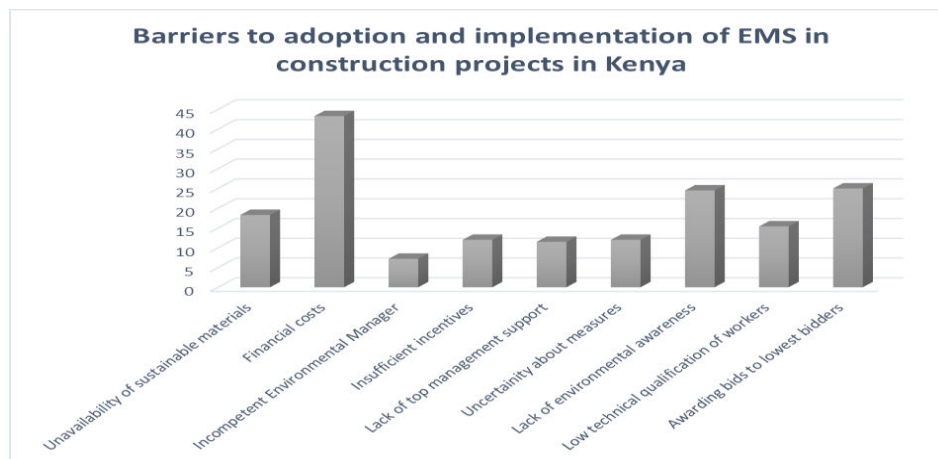 Barriers to adoption and implementation of EMS in
construction projects in Kenya
45
40
35
30
25
20
15
10
5
0
Unavailability of sustainable materials
Financial costs
Incompetent Environmental Manager
Insufficient incentives
Lack of top management support
Uncertainity about measures
Lack of environmental awareness
Low technical qualification of workers
Awarding bids to lowest bidders